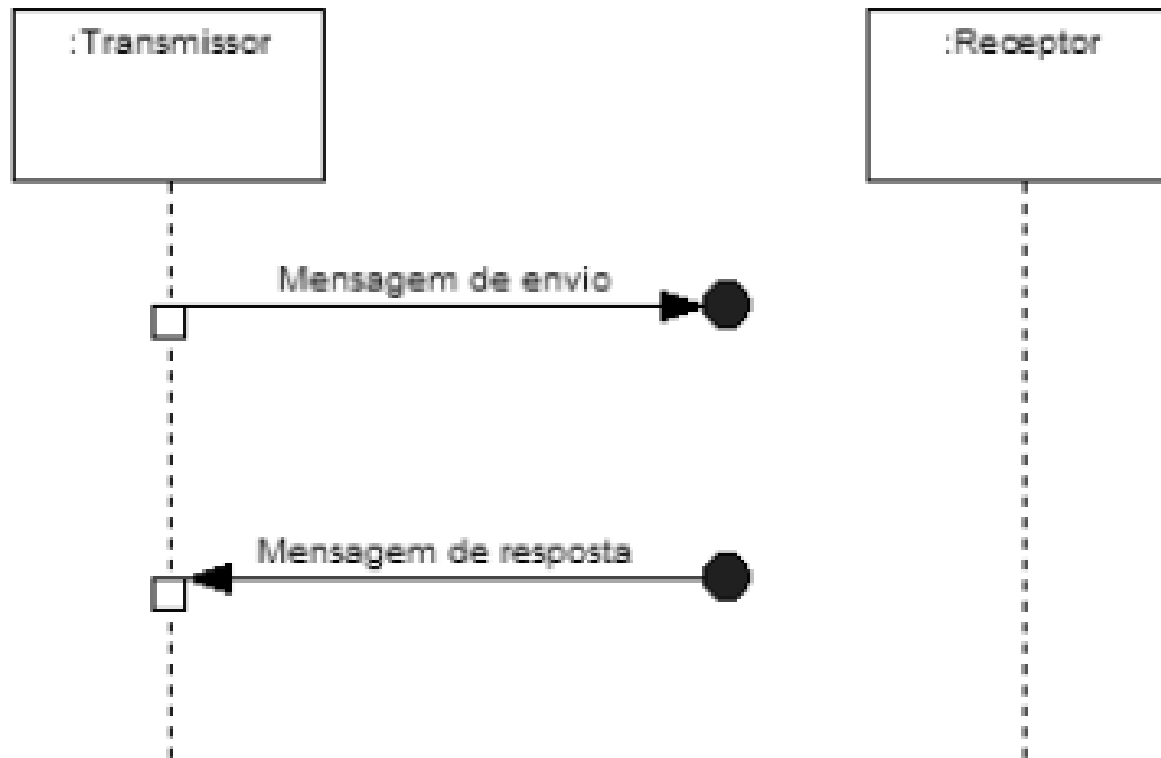 :Transmissor
:Receptor
Mensagem de envio
Mensagem de resposta